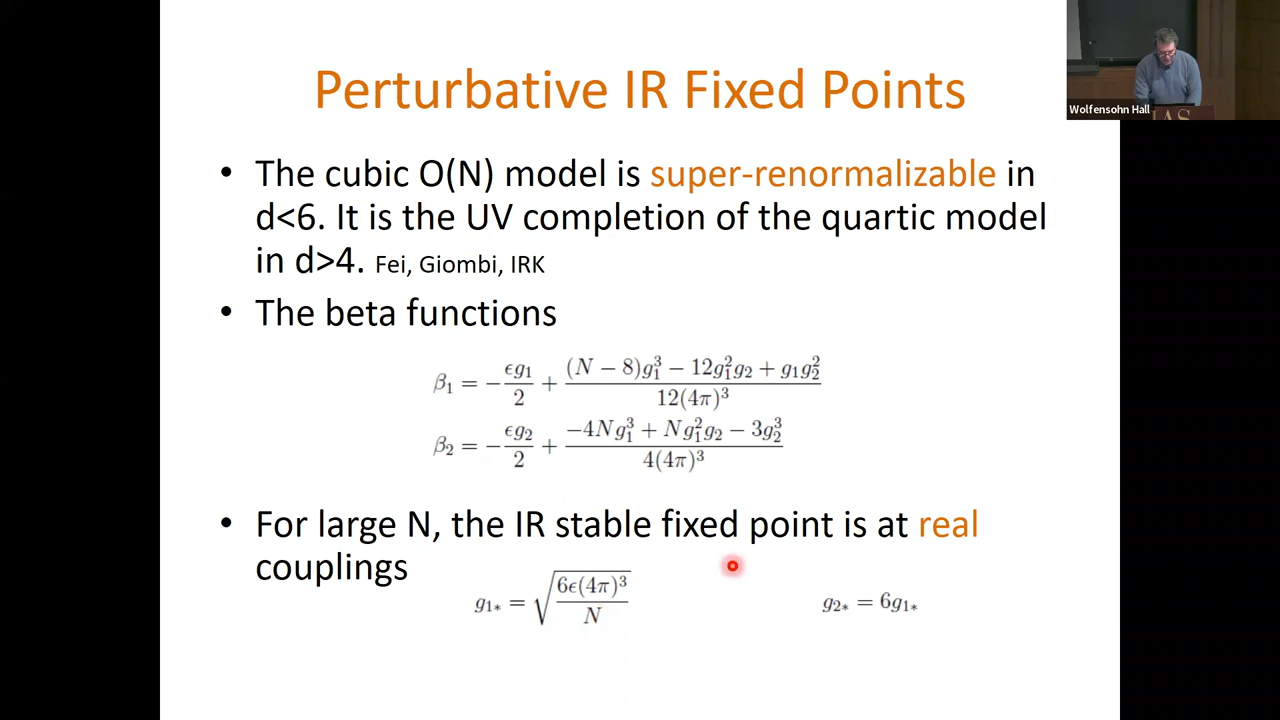 Perturbative IR Fixed Points
Wolfensohn Hall
IAS
• The cubic O(N) model is super-renormalizable in
d<6. It is the UV completion of the quartic model
in d>4. Fei, Giombi, IRK
• The beta functions
β₁ = −εg₁/2 + ((N − 8)g₁³ − 12g₁²g₂ + g₁g₂²)/(12(4π)³)
β₂ = −εg₂/2 + (−4Ng₁³ + Ng₁²g₂ − 3g₂³)/(4(4π)³)
• For large N, the IR stable fixed point is at real
couplings
g₁* = √(6ε(4π)³/N) g₂* = 6g₁*